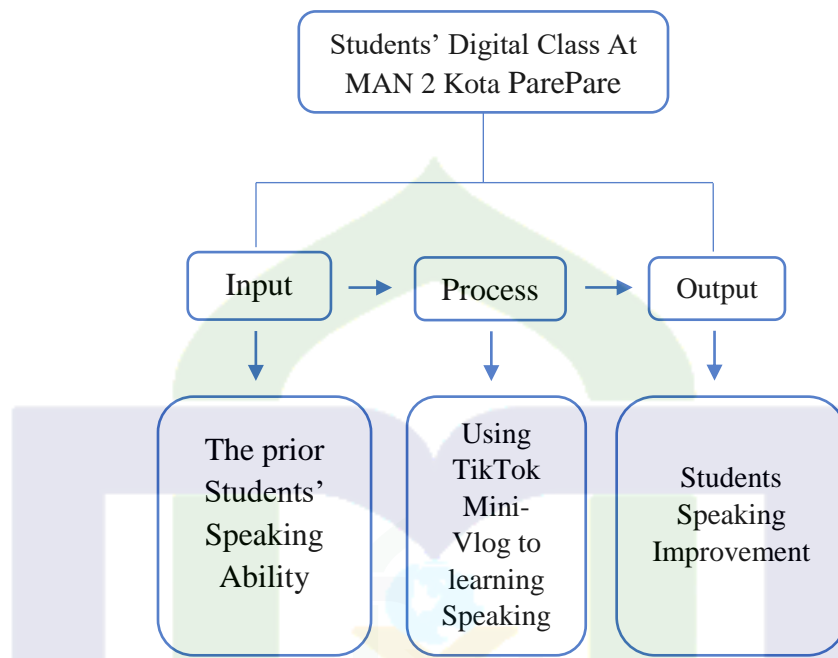 Students’ Digital Class At
MAN 2 Kota ParePare
Input
Process
Output
The prior
Students’
Speaking
Ability
Using
TikTok
Mini-
Vlog to
learning
Speaking
Students
Speaking
Improvement